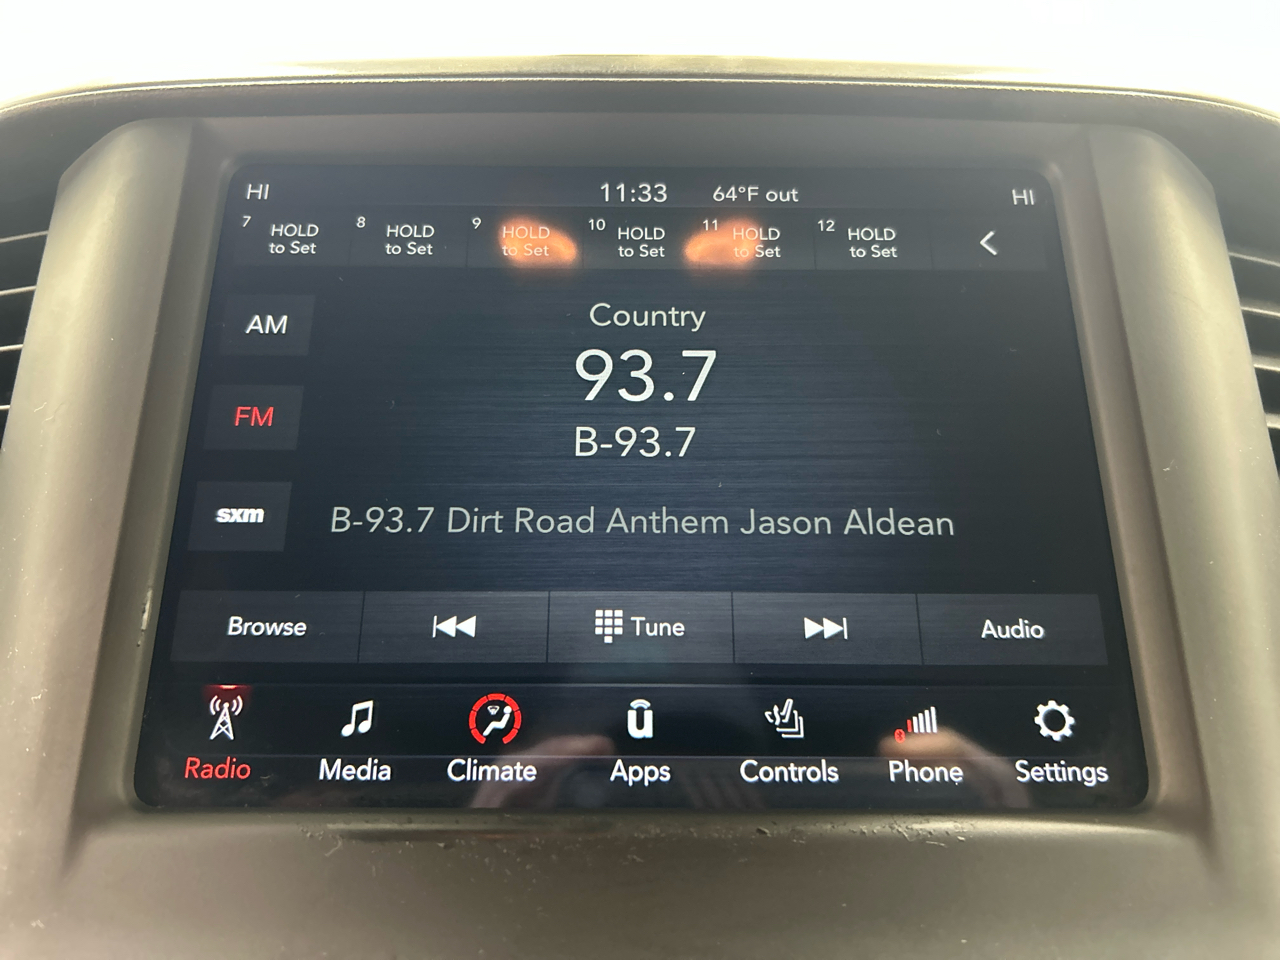 HI 11:33 64°F out HI
7 HOLD to Set 8 HOLD to Set 9 HOLD to Set 10 HOLD to Set 11 HOLD to Set 12 HOLD to Set
AM
Country
93.7
FM
B-93.7
sxm
B-93.7 Dirt Road Anthem Jason Aldean
Browse Tune Audio
Radio Media Climate Apps Controls Phone Settings